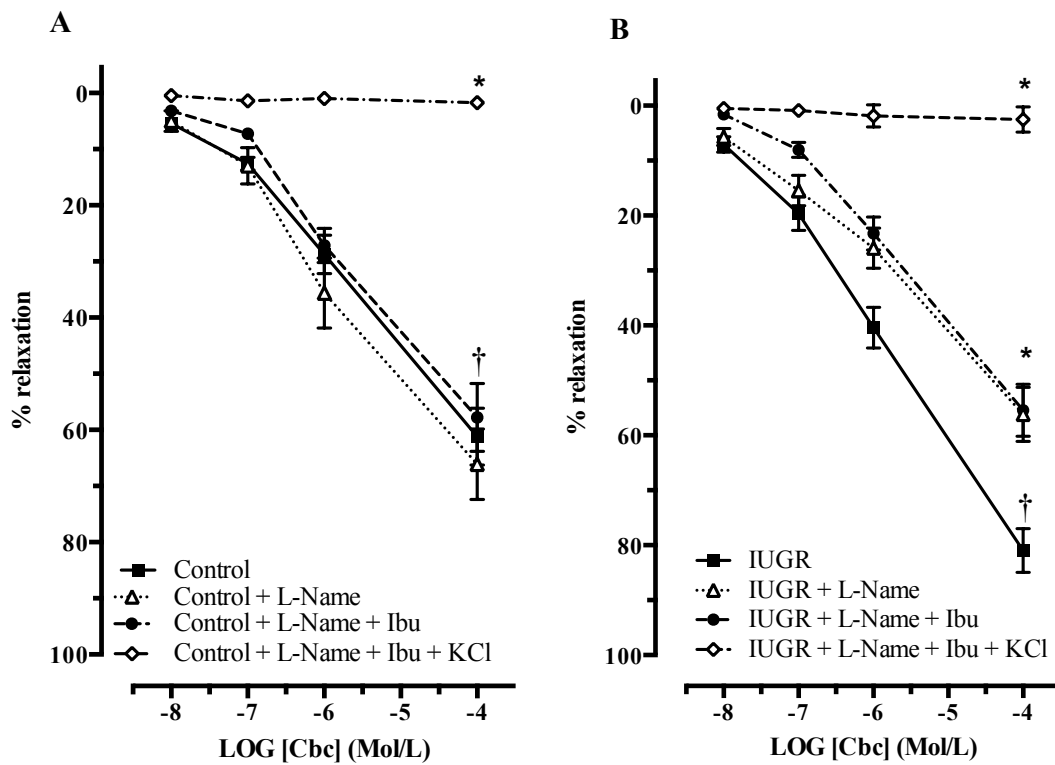 A
% relaxation
0
20
40
60
80
100
*
†
Control
Control + L-Name
Control + L-Name + Ibu
Control + L-Name + Ibu + KCl
-8 -7 -6 -5 -4
LOG [Cbc] (Mol/L)
B
% relaxation
0
20
40
60
80
100
*
*
†
IUGR
IUGR + L-Name
IUGR + L-Name + Ibu
IUGR + L-Name + Ibu + KCl
-8 -7 -6 -5 -4
LOG [Cbc] (Mol/L)